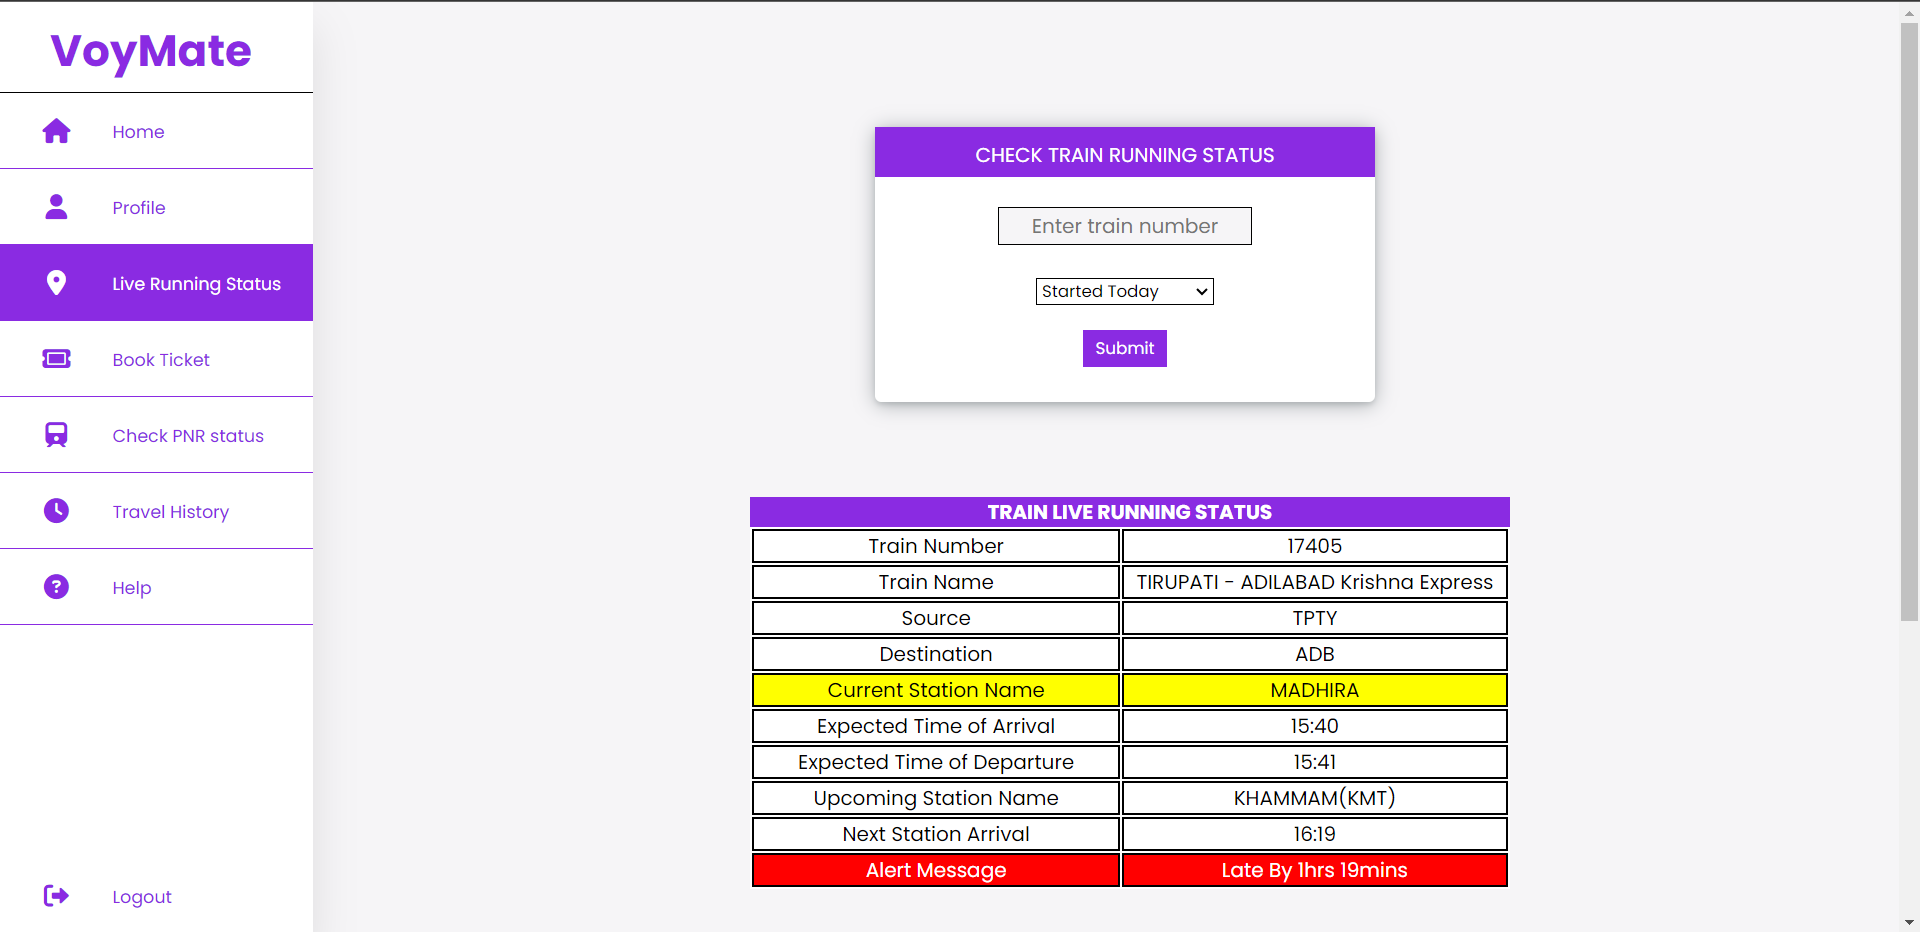 VoyMate
Home
Profile
Live Running Status
Book Ticket
Check PNR status
Travel History
Help
Logout
CHECK TRAIN RUNNING STATUS
Enter train number
Started Today
Submit
TRAIN LIVE RUNNING STATUS
Train Number 17405
Train Name TIRUPATI - ADILABAD Krishna Express
Source TPTY
Destination ADB
Current Station Name MADHIRA
Expected Time of Arrival 15:40
Expected Time of Departure 15:41
Upcoming Station Name KHAMMAM(KMT)
Next Station Arrival 16:19
Alert Message Late By 1hrs 19mins